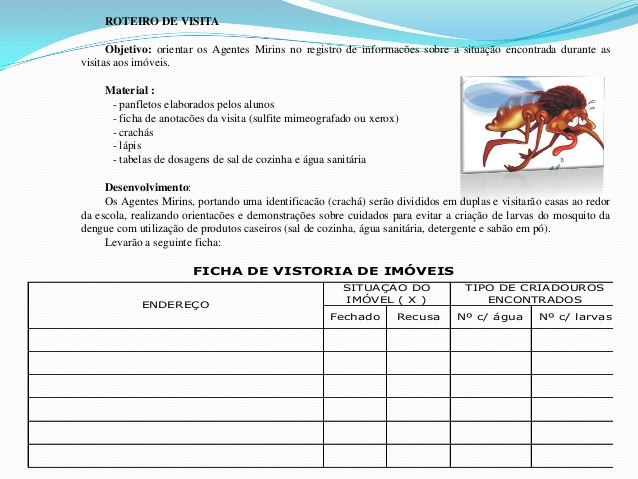 ROTEIRO DE VISITA
Objetivo: orientar os Agentes Mirins no registro de informacões sobre a situação encontrada durante as
visitas aos imóveis.
Material :
- panfletos elaborados pelos alunos
- ficha de anotacões da visita (sulfite mimeografado ou xerox)
- crachás
- lápis
- tabelas de dosagens de sal de cozinha e água sanitária
Desenvolvimento:
Os Agentes Mirins, portando uma identificacão (crachá) serão divididos em duplas e visitarão casas ao redor
da escola, realizando orientacões e demonstrações sobre cuidados para evitar a criação de larvas do mosquito da
dengue com utilização de produtos caseiros (sal de cozinha, água sanitária, detergente e sabão em pó).
Levarão a seguinte ficha:
FICHA DE VISTORIA DE IMÓVEIS
ENDEREÇO
SITUAÇÃO DO
IMÓVEL ( X )
TIPO DE CRIADOUROS
ENCONTRADOS
Fechado Recusa Nº c/ água Nº c/ larvas